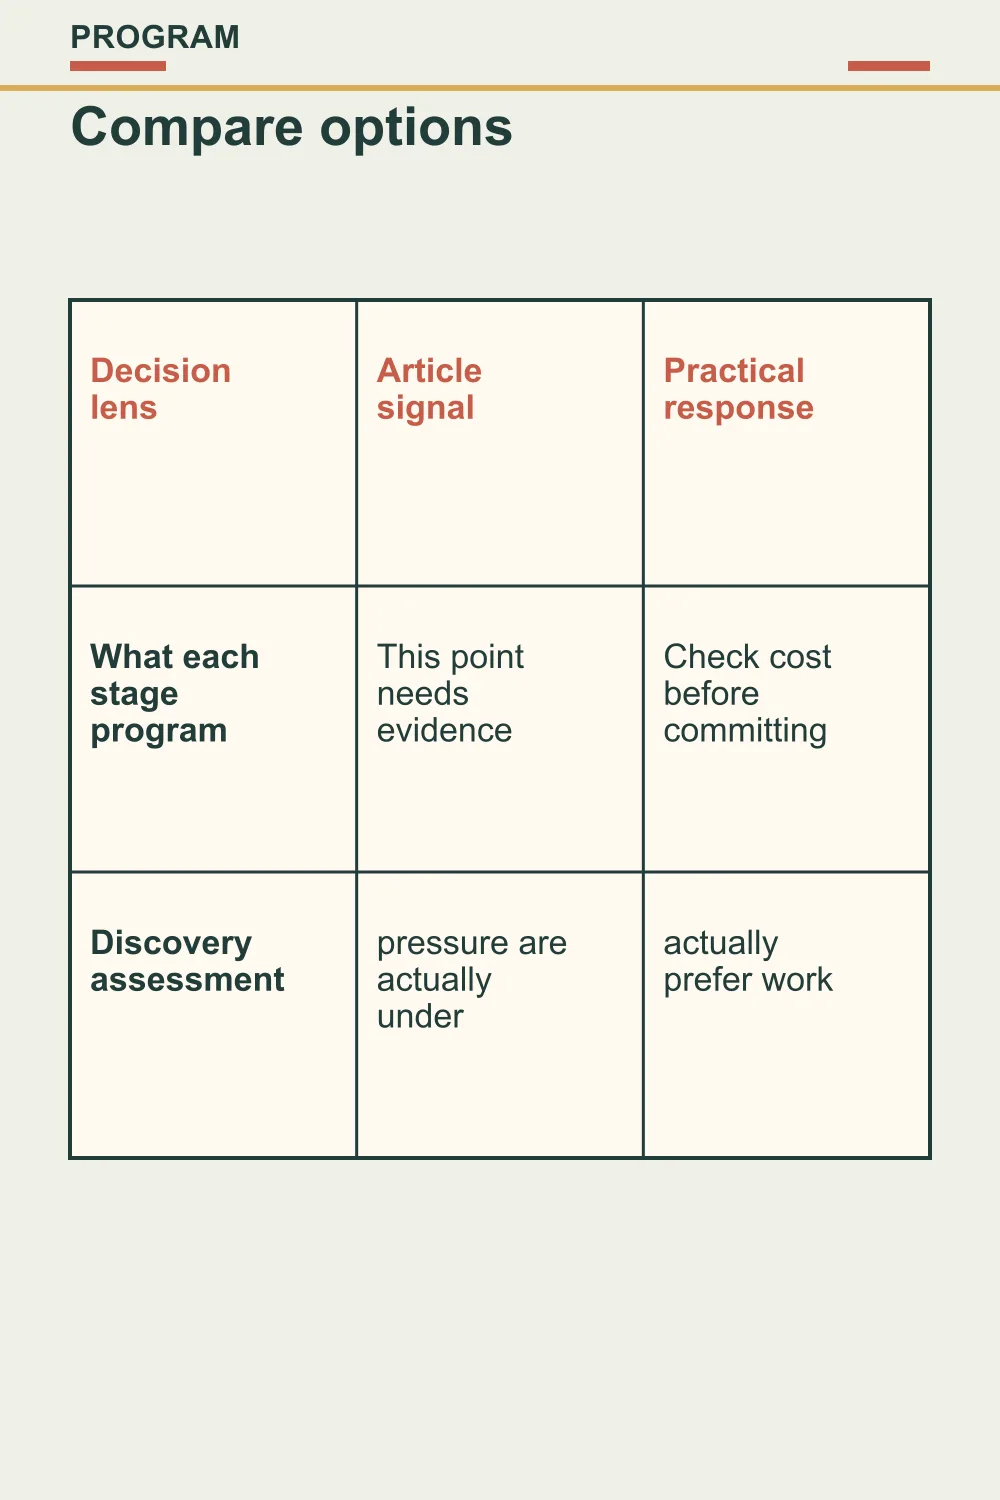 PROGRAM
Compare options
Decision
lens
Article
signal
Practical
response
What each
stage
program
This point
needs
evidence
Check cost
before
committing
Discovery
assessment
pressure are
actually
under
actually
prefer work